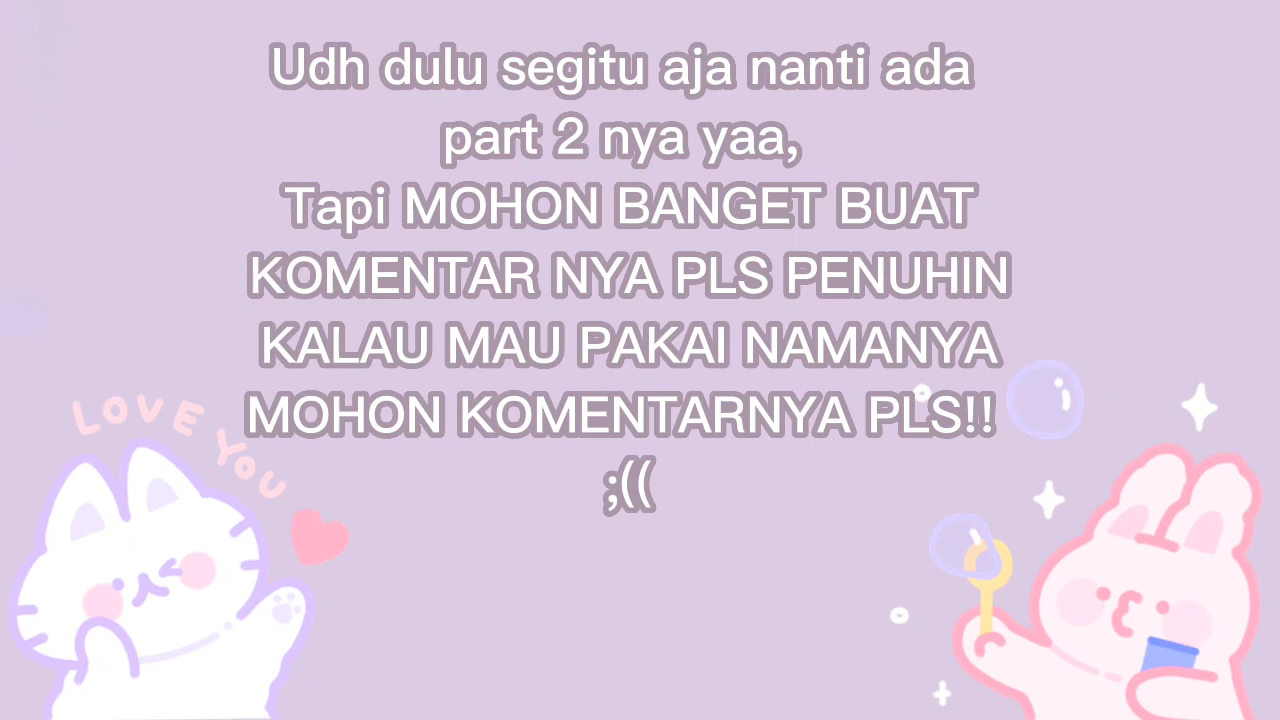 Udh dulu segitu aja nanti ada
part 2 nya yaa,
Tapi MOHON BANGET BUAT
KOMENTAR NYA PLS PENUHIN
KALAU MAU PAKAI NAMANYA
MOHON KOMENTARNYA PLS!!
;((
LOVE YOU